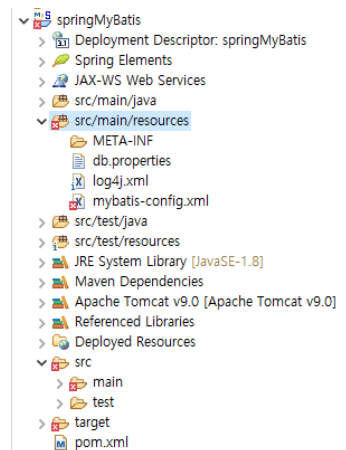 springMyBatis
Deployment Descriptor: springMyBatis
Spring Elements
JAX-WS Web Services
src/main/java
src/main/resources
META-INF
db.properties
log4j.xml
mybatis-config.xml
src/test/java
src/test/resources
JRE System Library [JavaSE-1.8]
Maven Dependencies
Apache Tomcat v9.0 [Apache Tomcat v9.0]
Referenced Libraries
Deployed Resources
src
main
test
target
pom.xml